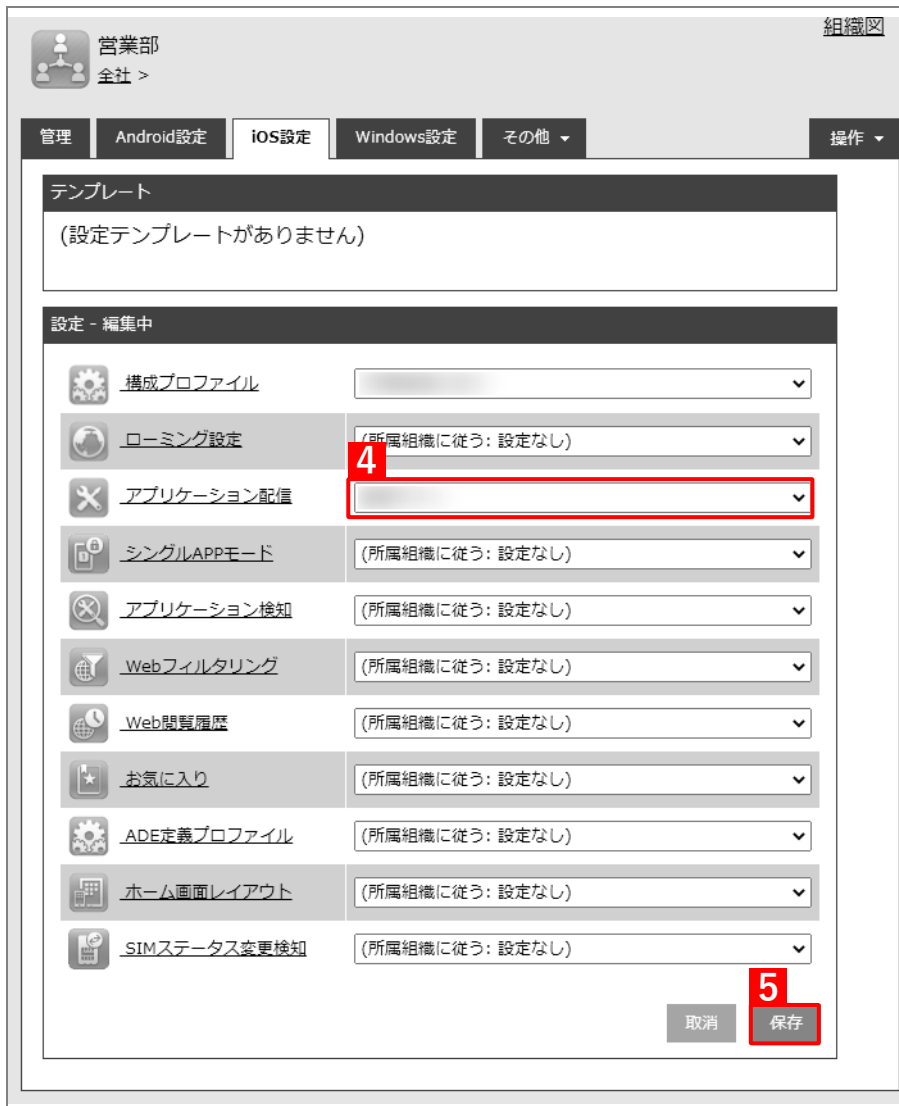 組織図
営業部
全社 >
管理
Android設定
iOS設定
Windows設定
その他
操作
テンプレート
(設定テンプレートがありません)
設定 - 編集中
構成プロファイル
ローミング設定 (所属組織に従う: 設定なし)
4
アプリケーション配信
シングルAPPモード (所属組織に従う: 設定なし)
アプリケーション検知 (所属組織に従う: 設定なし)
Webフィルタリング (所属組織に従う: 設定なし)
Web閲覧履歴 (所属組織に従う: 設定なし)
お気に入り (所属組織に従う: 設定なし)
ADE定義プロファイル (所属組織に従う: 設定なし)
ホーム画面レイアウト (所属組織に従う: 設定なし)
SIMステータス変更検知 (所属組織に従う: 設定なし)
5
取消 保存